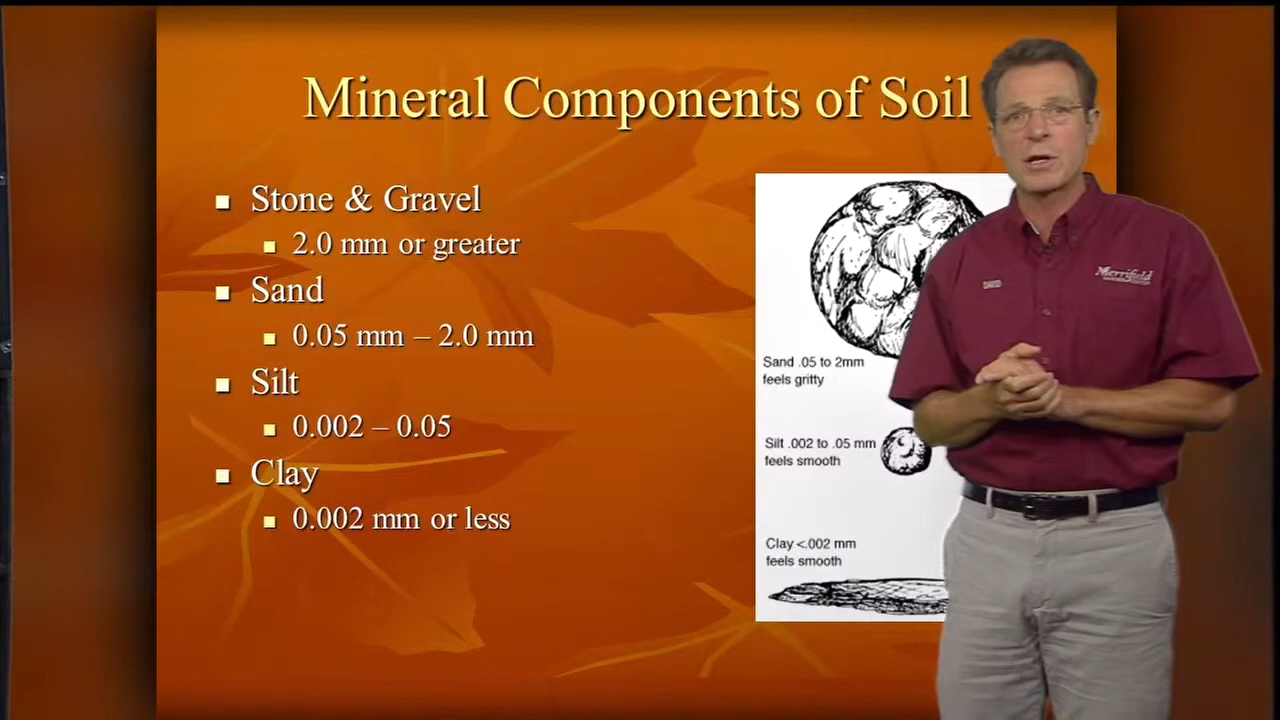 Mineral Components of Soil
Stone & Gravel
2.0 mm or greater
Sand
0.05 mm – 2.0 mm
Silt
0.002 – 0.05
Clay
0.002 mm or less
Sand .05 to 2mm
feels gritty
Silt .002 to .05 mm
feels smooth
Clay <.002 mm
feels smooth
DAVID
Merrifield